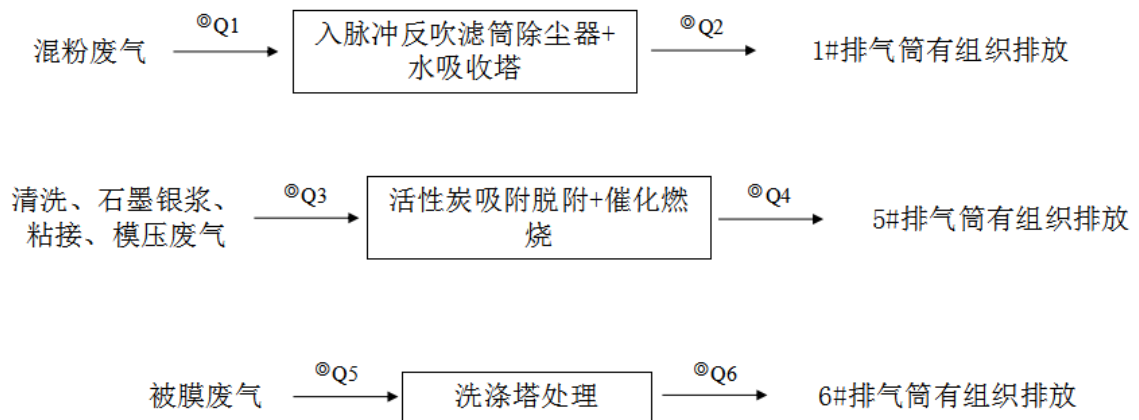 混粉废气
◎Q1
入脉冲反吹滤筒除尘器+
水吸收塔
◎Q2
1#排气筒有组织排放
清洗、石墨银浆、
粘接、模压废气
◎Q3
活性炭吸附脱附+催化燃
烧
◎Q4
5#排气筒有组织排放
被膜废气
◎Q5
洗涤塔处理
◎Q6
6#排气筒有组织排放